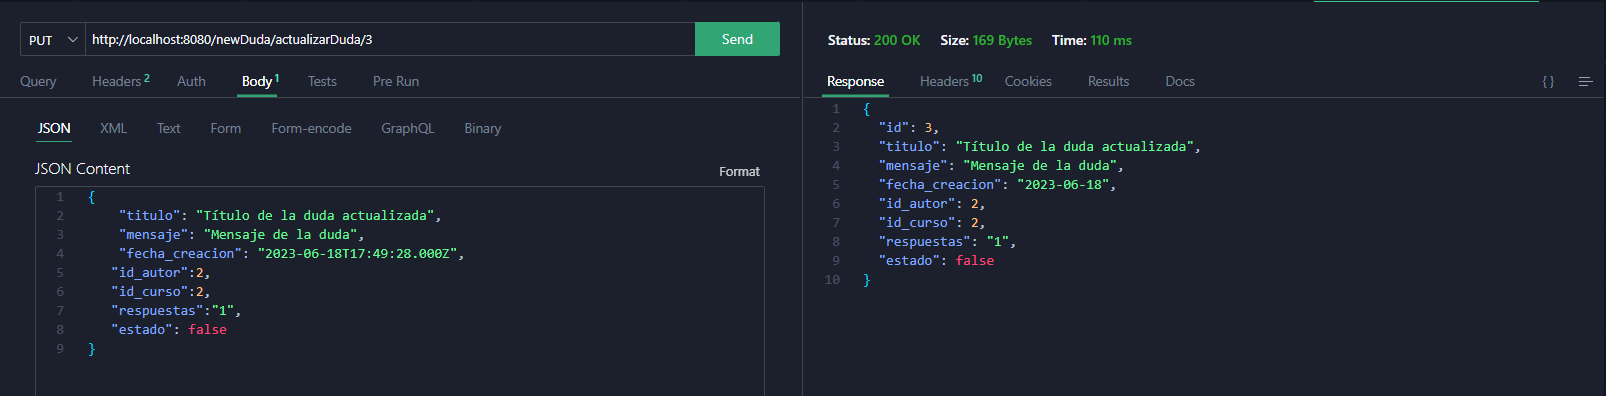 PUT http://localhost:8080/newDuda/actualizarDuda/3 Send
Query Headers 2 Auth Body 1 Tests Pre Run
JSON XML Text Form Form-encode GraphQL Binary
JSON Content Format
1 {
2 "titulo": "Título de la duda actualizada",
3 "mensaje": "Mensaje de la duda",
4 "fecha_creacion": "2023-06-18T17:49:28.000Z",
5 "id_autor":2,
6 "id_curso":2,
7 "respuestas":"1",
8 "estado": false
9 }
Status: 200 OK Size: 169 Bytes Time: 110 ms
Response Headers 10 Cookies Results Docs { }
1 {
2 "id": 3,
3 "titulo": "Título de la duda actualizada",
4 "mensaje": "Mensaje de la duda",
5 "fecha_creacion": "2023-06-18",
6 "id_autor": 2,
7 "id_curso": 2,
8 "respuestas": "1",
9 "estado": false
10 }